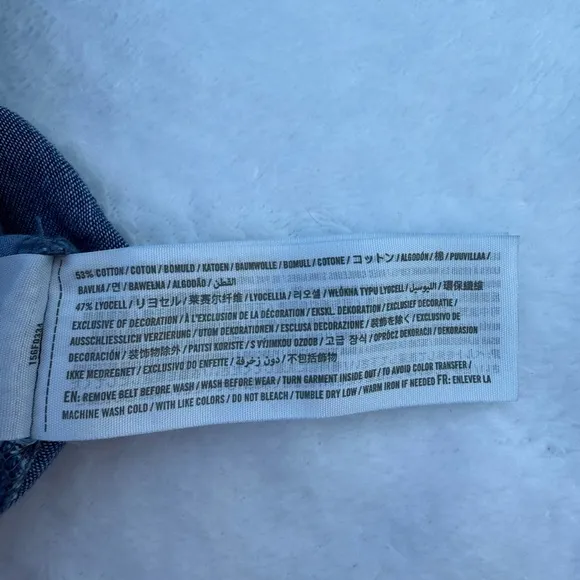 53% COTTON / COTON / BOMULD / KATOEN / BAUMWOLLE / BOMULL / COTONE / コットン / ALGODÓN / 棉 / PUUVILLAA /
BAVLNA / 면 / BAWEŁNA / ALGODÃO / القطن
47% LYOCELL / リヨセル / 莱赛尔纤维 / LYOCELLIA / 리오셀 / WŁÓKNA TYPU LYOCELL / الليوسيل / 環保纖維
EXCLUSIVE OF DECORATION / À L'EXCLUSION DE LA DÉCORATION / EKSKL. DEKORATION / EXCLUSIEF DECORATIE /
AUSSCHLIESSLICH VERZIERUNG / UTOM DEKORATIONEN / ESCLUSA DECORAZIONE / 装飾を除く / EXCLUSIVO DE
DECORACIÓN / 装饰物除外 / PAITSI KORISTE / S VÝJIMKOU OZDOB / 고급 장식 / OPRÓCZ DEKORACH / DEKORASION
IKKE MEDREGNET / EXCLUSIVO DO ENFEITE / دون زخرفة / 不包括飾物
EN: REMOVE BELT BEFORE WASH / WASH BEFORE WEAR / TURN GARMENT INSIDE OUT / TO AVOID COLOR TRANSFER /
MACHINE WASH COLD / WITH LIKE COLORS / DO NOT BLEACH / TUMBLE DRY LOW / WARM IRON IF NEEDED FR: ENLEVER LA